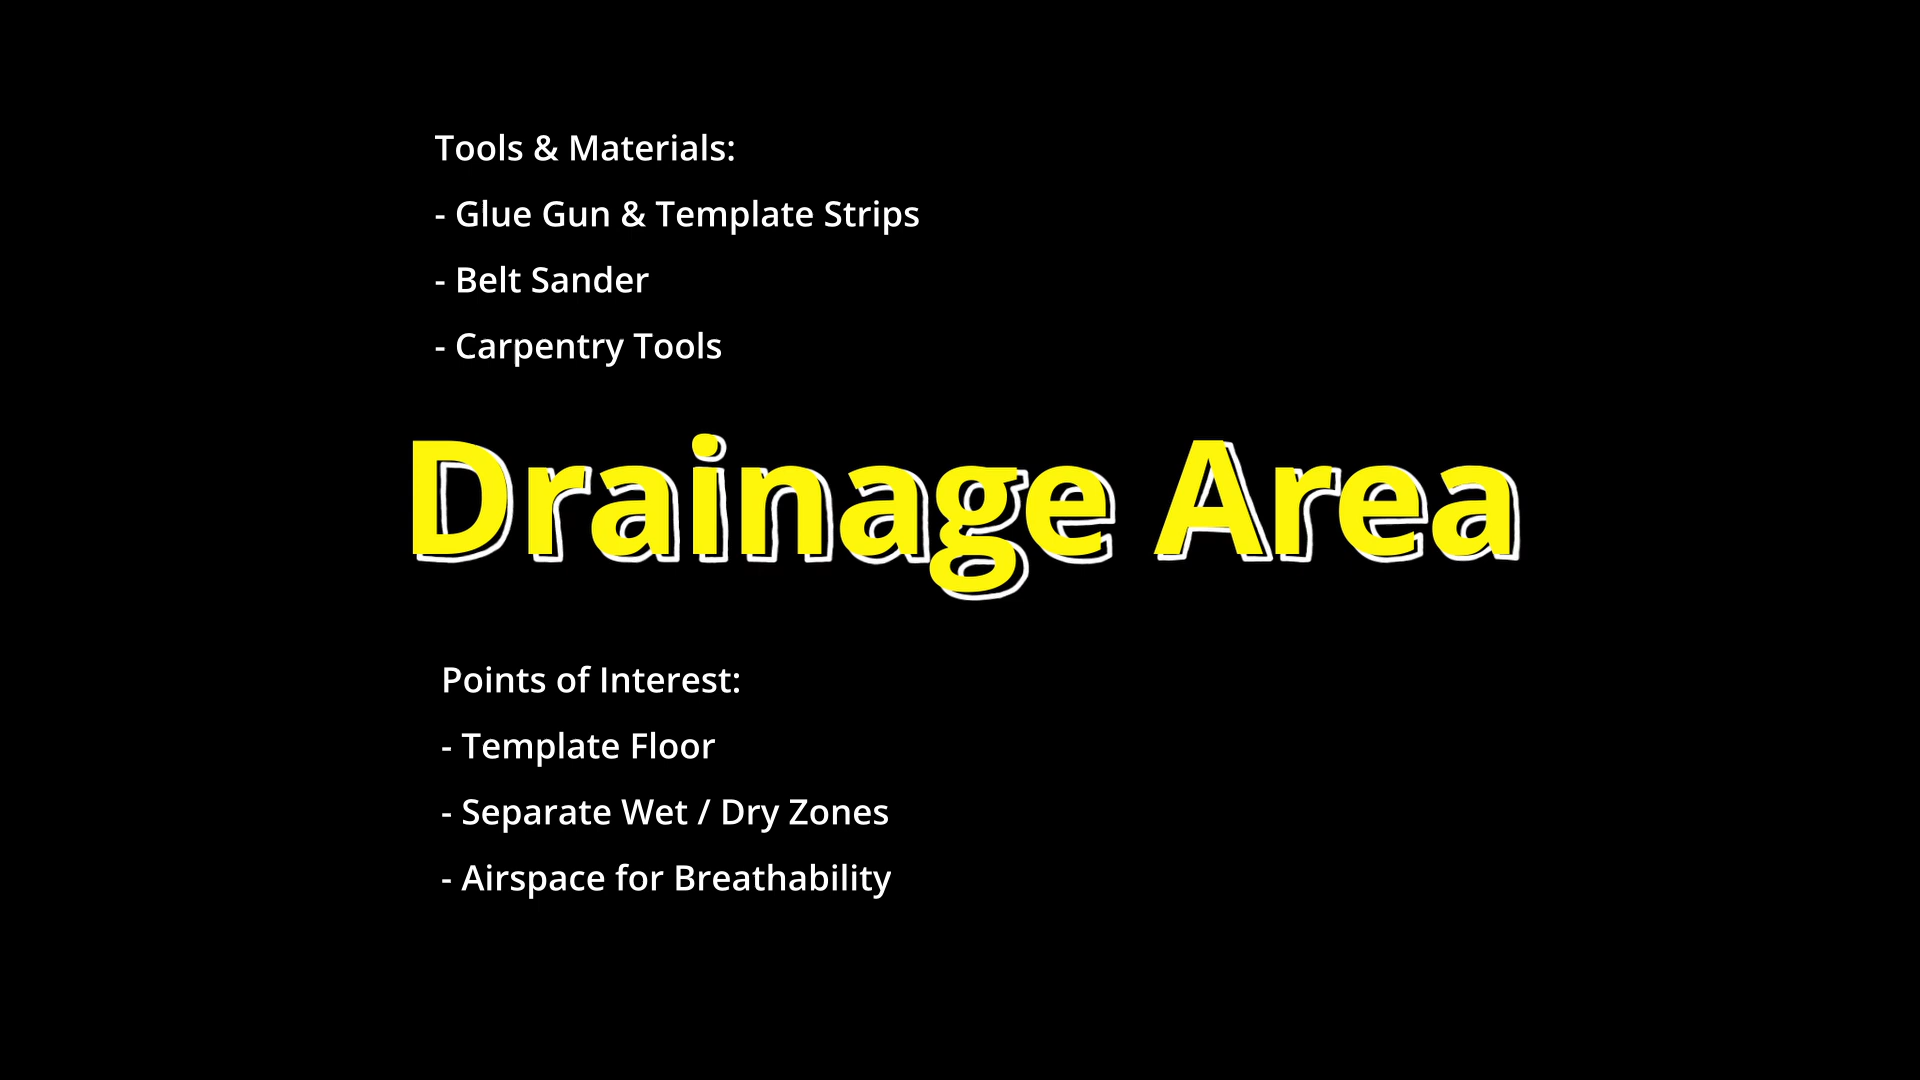 Tools & Materials:
- Glue Gun & Template Strips
- Belt Sander
- Carpentry Tools
Drainage Area
Points of Interest:
- Template Floor
- Separate Wet / Dry Zones
- Airspace for Breathability